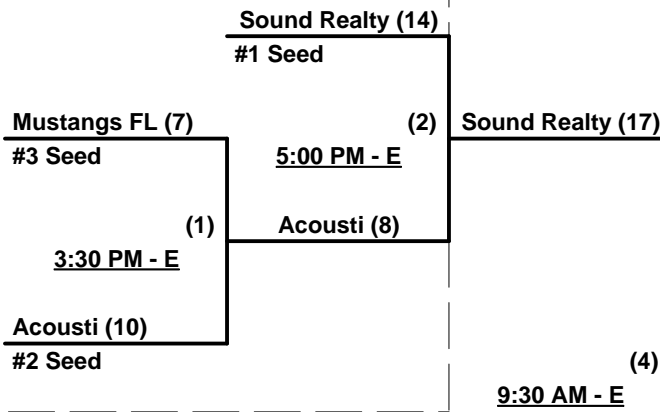 Sound Realty (14)
#1 Seed
Mustangs FL (7)
(2)
Sound Realty (17)
#3 Seed
5:00 PM - E
(1)
Acousti (8)
3:30 PM - E
Acousti (10)
#2 Seed
(4)
9:30 AM - E